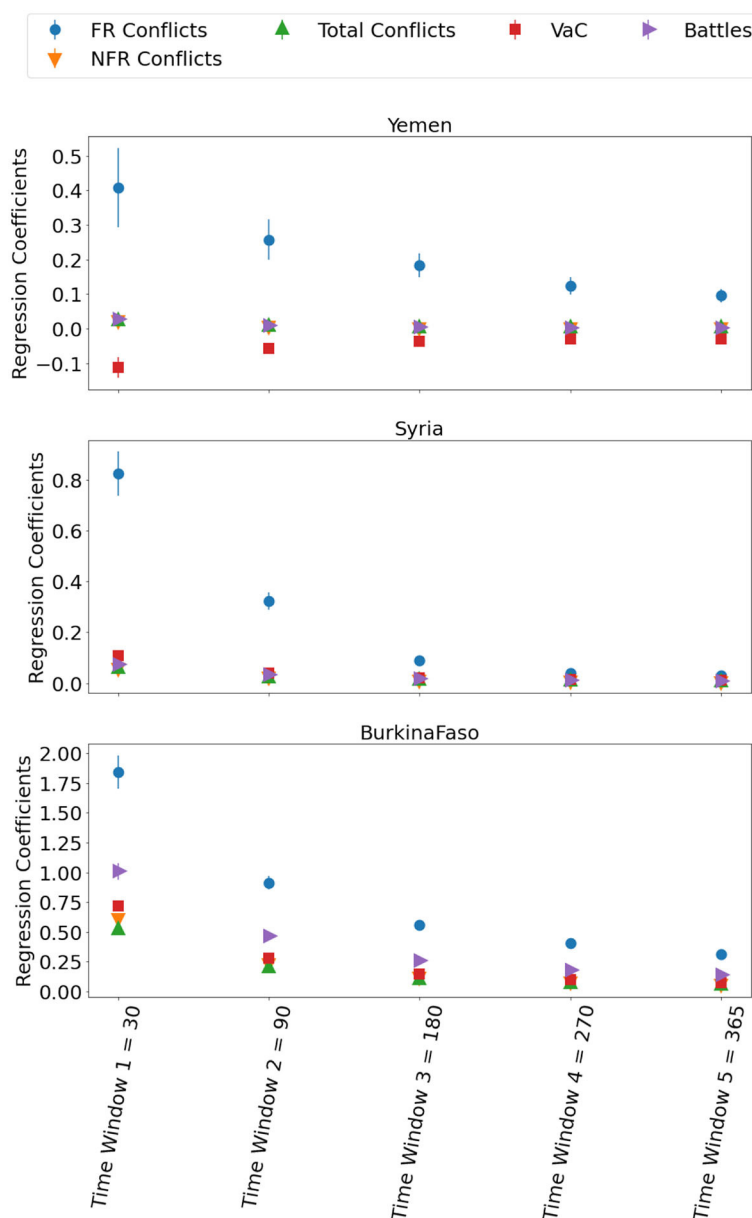 FR Conflicts Total Conflicts VaC Battles
NFR Conflicts
Yemen
Regression Coefficients
0.5
0.4
0.3
0.2
0.1
0.0
−0.1
Syria
Regression Coefficients
0.8
0.6
0.4
0.2
0.0
BurkinaFaso
Regression Coefficients
2.00
1.75
1.50
1.25
1.00
0.75
0.50
0.25
0.00
Time Window 1 = 30
Time Window 2 = 90
Time Window 3 = 180
Time Window 4 = 270
Time Window 5 = 365